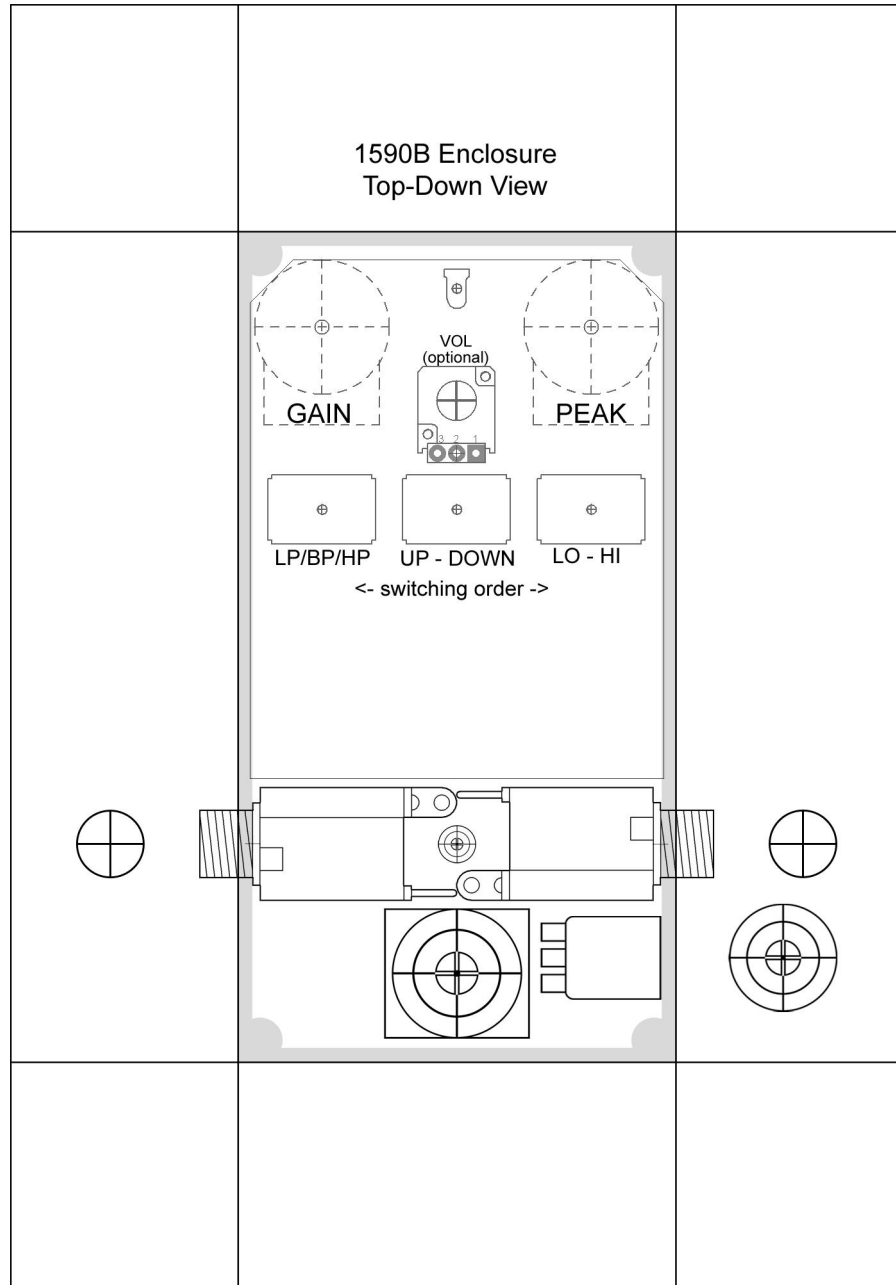 1590B Enclosure
Top-Down View
VOL
(optional)
GAIN
PEAK
3 2 1
LP/BP/HP
UP - DOWN
LO - HI
<- switching order ->